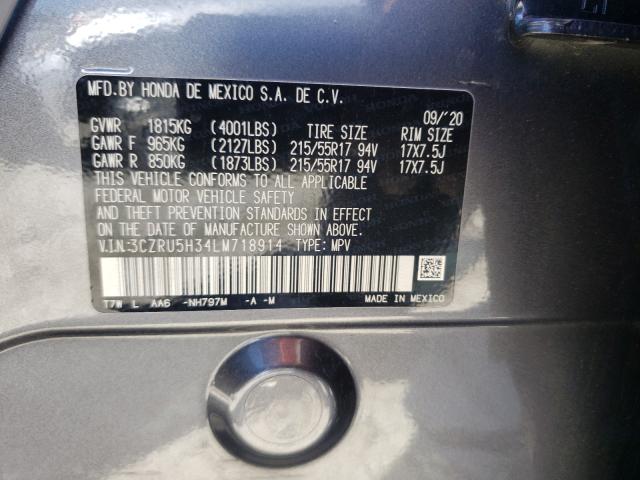 MFD.BY HONDA DE MEXICO S.A. DE C.V.
09/'20
GVWR 1815KG (4001LBS) TIRE SIZE RIM SIZE
GAWR F 965KG (2127LBS) 215/55R17 94V 17X7.5J
GAWR R 850KG (1873LBS) 215/55R17 94V 17X7.5J
THIS VEHICLE CONFORMS TO ALL APPLICABLE
FEDERAL MOTOR VEHICLE SAFETY
AND THEFT PREVENTION STANDARDS IN EFFECT
ON THE DATE OF MANUFACTURE SHOWN ABOVE.
V.I.N.:3CZRU5H34LM718914 TYPE: MPV
T7W L AA6 -NH797M -A -M MADE IN MEXICO